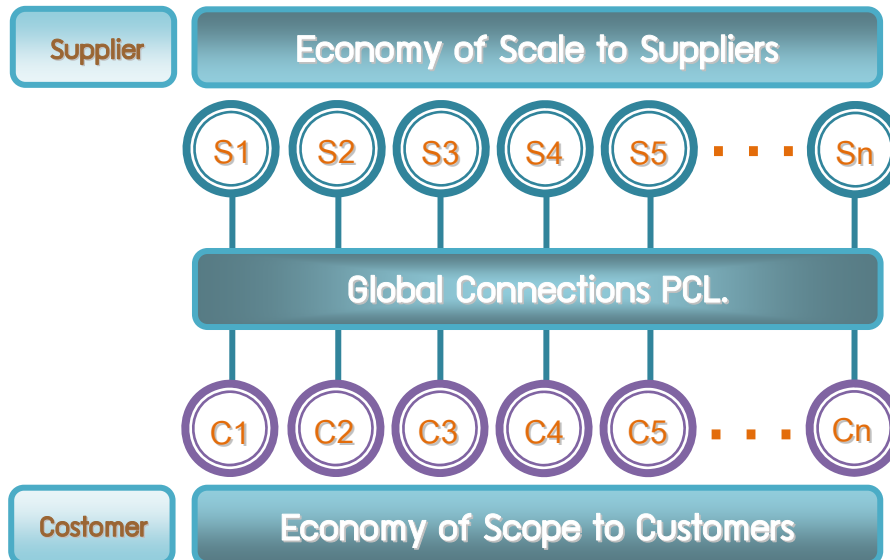 Supplier
Economy of Scale to Suppliers
S1 S2 S3 S4 S5 . . . Sn
Global Connections PCL.
C1 C2 C3 C4 C5 . . . Cn
Costomer
Economy of Scope to Customers